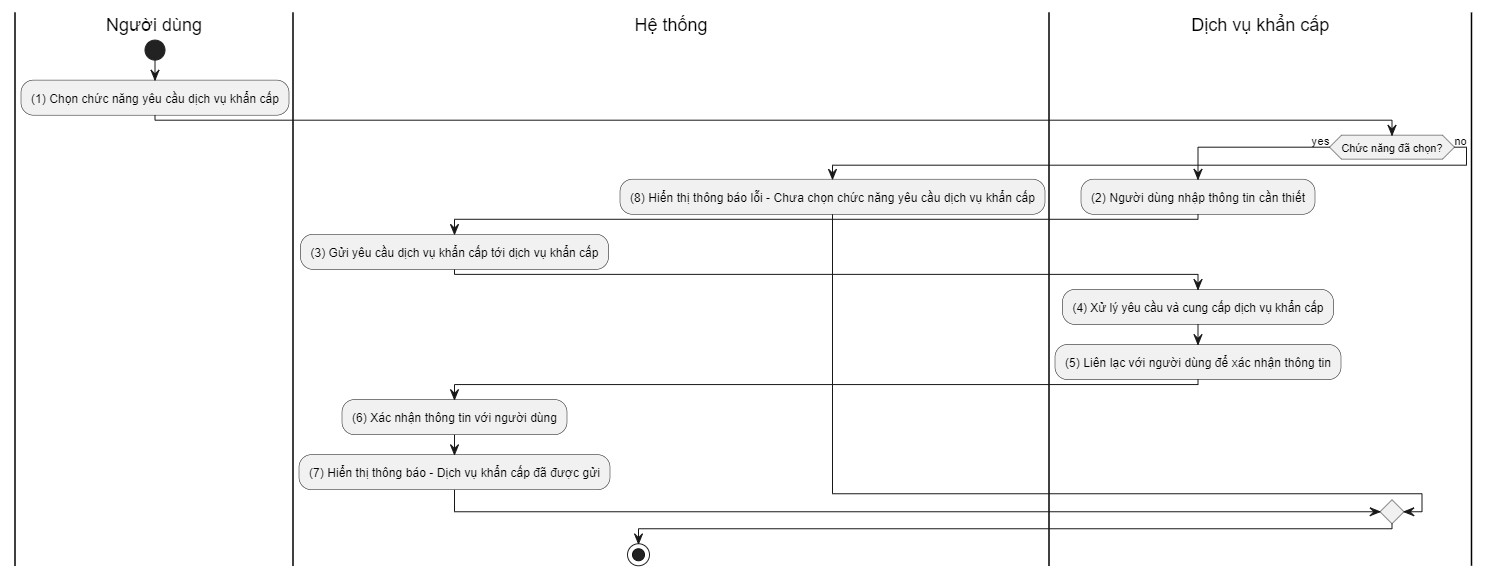 Người dùng
Hệ thống
Dịch vụ khẩn cấp
(1) Chọn chức năng yêu cầu dịch vụ khẩn cấp
yes
Chức năng đã chọn?
no
(8) Hiển thị thông báo lỗi - Chưa chọn chức năng yêu cầu dịch vụ khẩn cấp
(2) Người dùng nhập thông tin cần thiết
(3) Gửi yêu cầu dịch vụ khẩn cấp tới dịch vụ khẩn cấp
(4) Xử lý yêu cầu và cung cấp dịch vụ khẩn cấp
(5) Liên lạc với người dùng để xác nhận thông tin
(6) Xác nhận thông tin với người dùng
(7) Hiển thị thông báo - Dịch vụ khẩn cấp đã được gửi